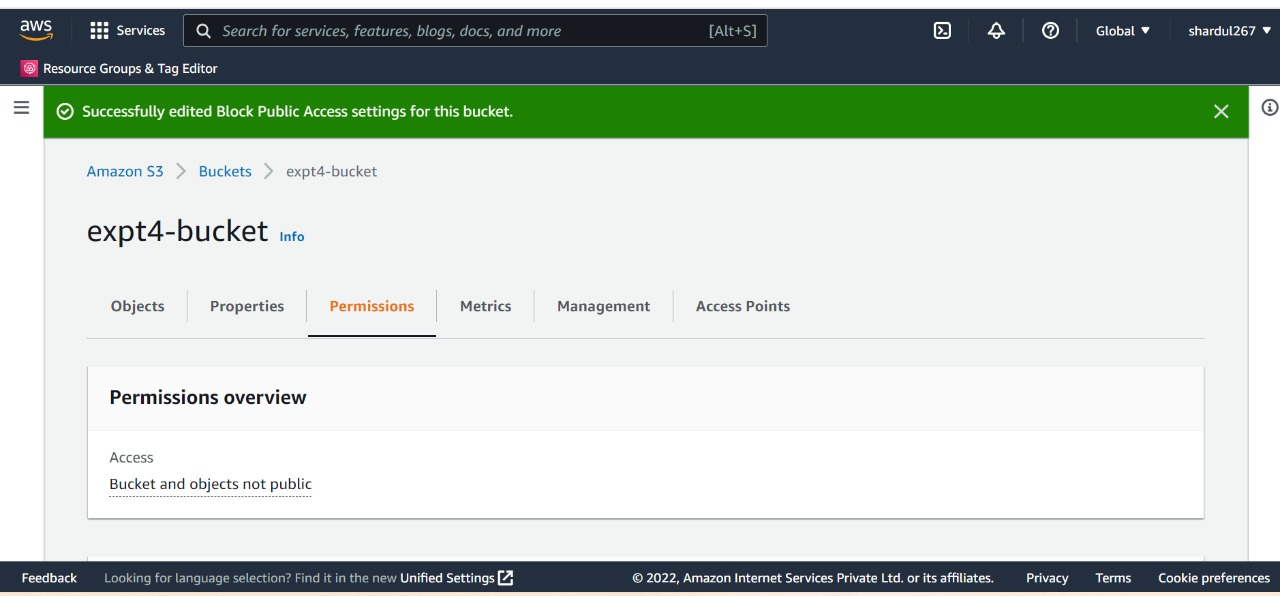 aws
Services
Search for services, features, blogs, docs, and more [Alt+S]
Global
shardul267
Resource Groups & Tag Editor
Successfully edited Block Public Access settings for this bucket.
Amazon S3 > Buckets > expt4-bucket
expt4-bucket Info
Objects Properties Permissions Metrics Management Access Points
Permissions overview
Access
Bucket and objects not public
Feedback Looking for language selection? Find it in the new Unified Settings © 2022, Amazon Internet Services Private Ltd. or its affiliates. Privacy Terms Cookie preferences